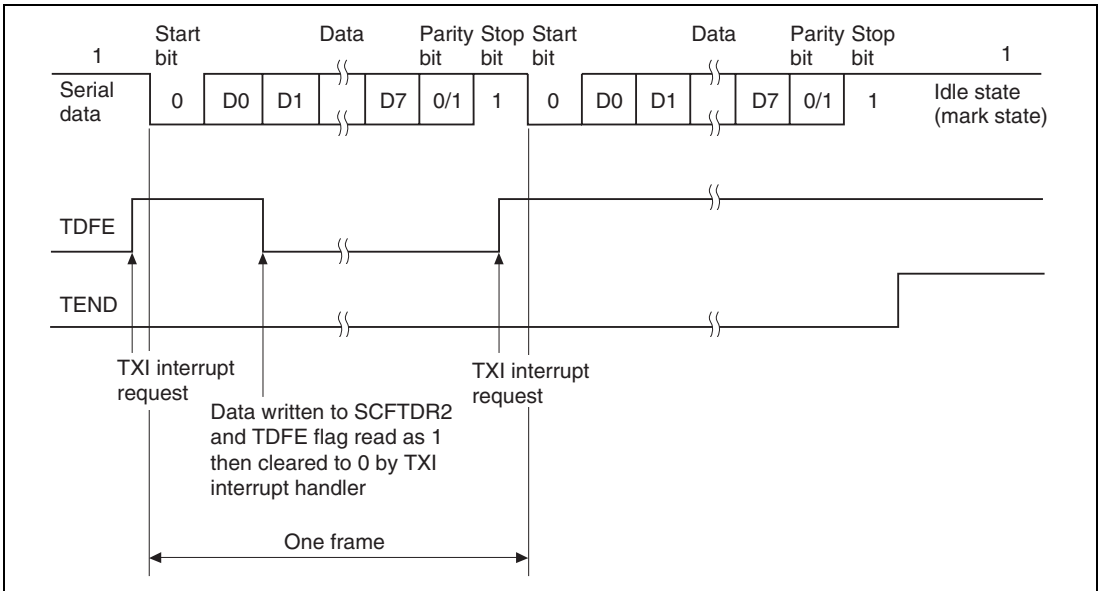 Start Data Parity Stop Start Data Parity Stop
1 bit bit bit bit bit bit 1
Serial data 0 D0 D1 D7 0/1 1 0 D0 D1 D7 0/1 1 Idle state (mark state)
TDFE
TEND
TXI interrupt request
TXI interrupt request
Data written to SCFTDR2
and TDFE flag read as 1
then cleared to 0 by TXI
interrupt handler
One frame